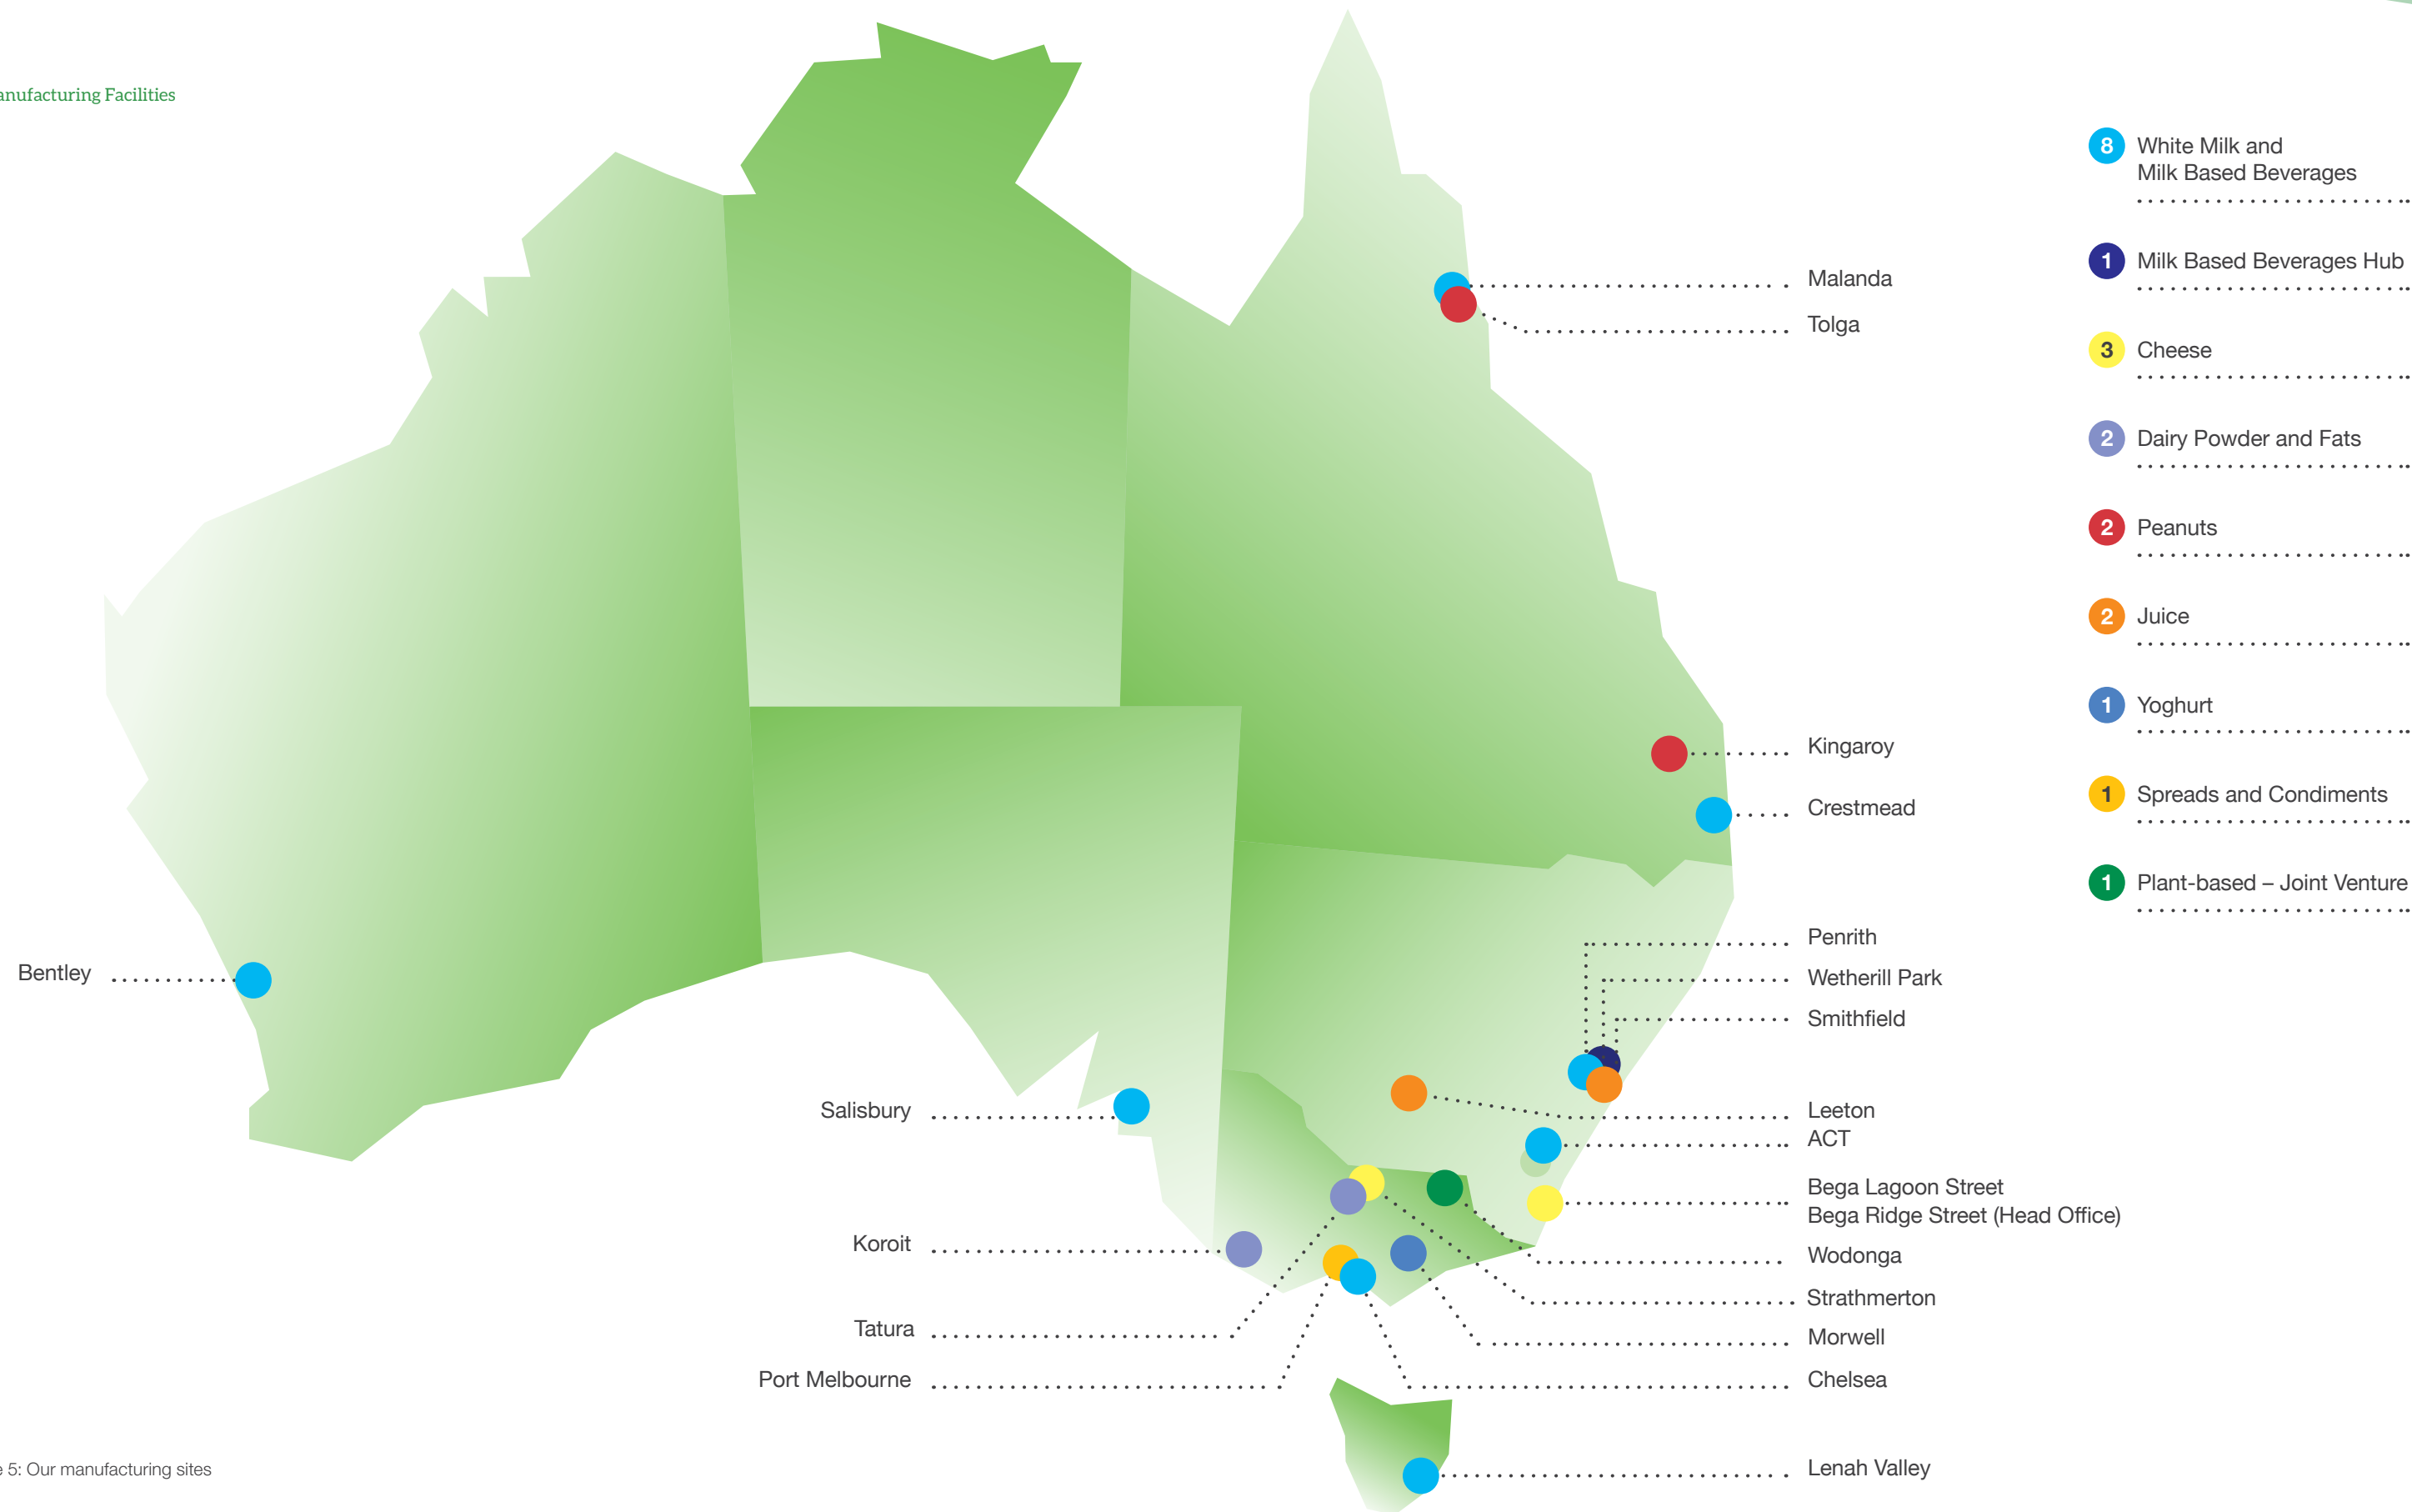 anufacturing Facilities
8 White Milk and
Milk Based Beverages
1 Milk Based Beverages Hub
3 Cheese
2 Dairy Powder and Fats
2 Peanuts
2 Juice
1 Yoghurt
1 Spreads and Condiments
1 Plant-based – Joint Venture
Malanda
Tolga
Kingaroy
Crestmead
Penrith
Wetherill Park
Smithfield
Leeton
ACT
Bega Lagoon Street
Bega Ridge Street (Head Office)
Wodonga
Strathmerton
Morwell
Chelsea
Lenah Valley
Bentley
Salisbury
Koroit
Tatura
Port Melbourne
e 5: Our manufacturing sites